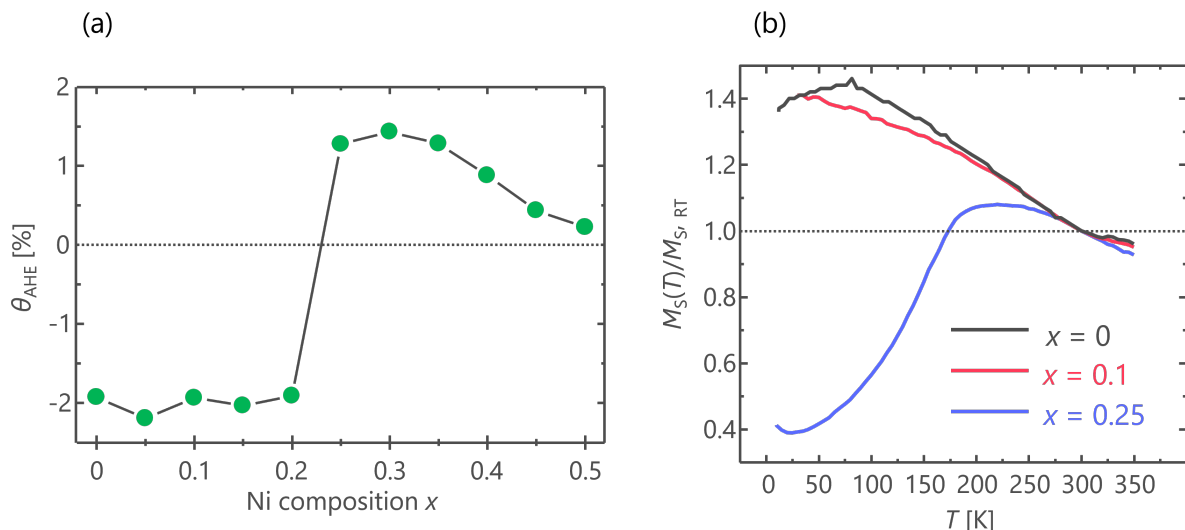 (a)
2
1
0
-1
-2
θAHE [%]
0
0.1
0.2
0.3
0.4
0.5
Ni composition x
(b)
1.4
1.2
1.0
0.8
0.6
0.4
MS(T)/MS, RT
x = 0
x = 0.1
x = 0.25
0
50
100
150
200
250
300
350
T [K]